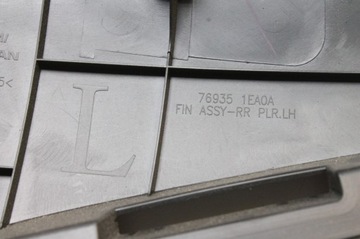 76935 1EA0A
FIN ASSY-RR PLR.LH
L